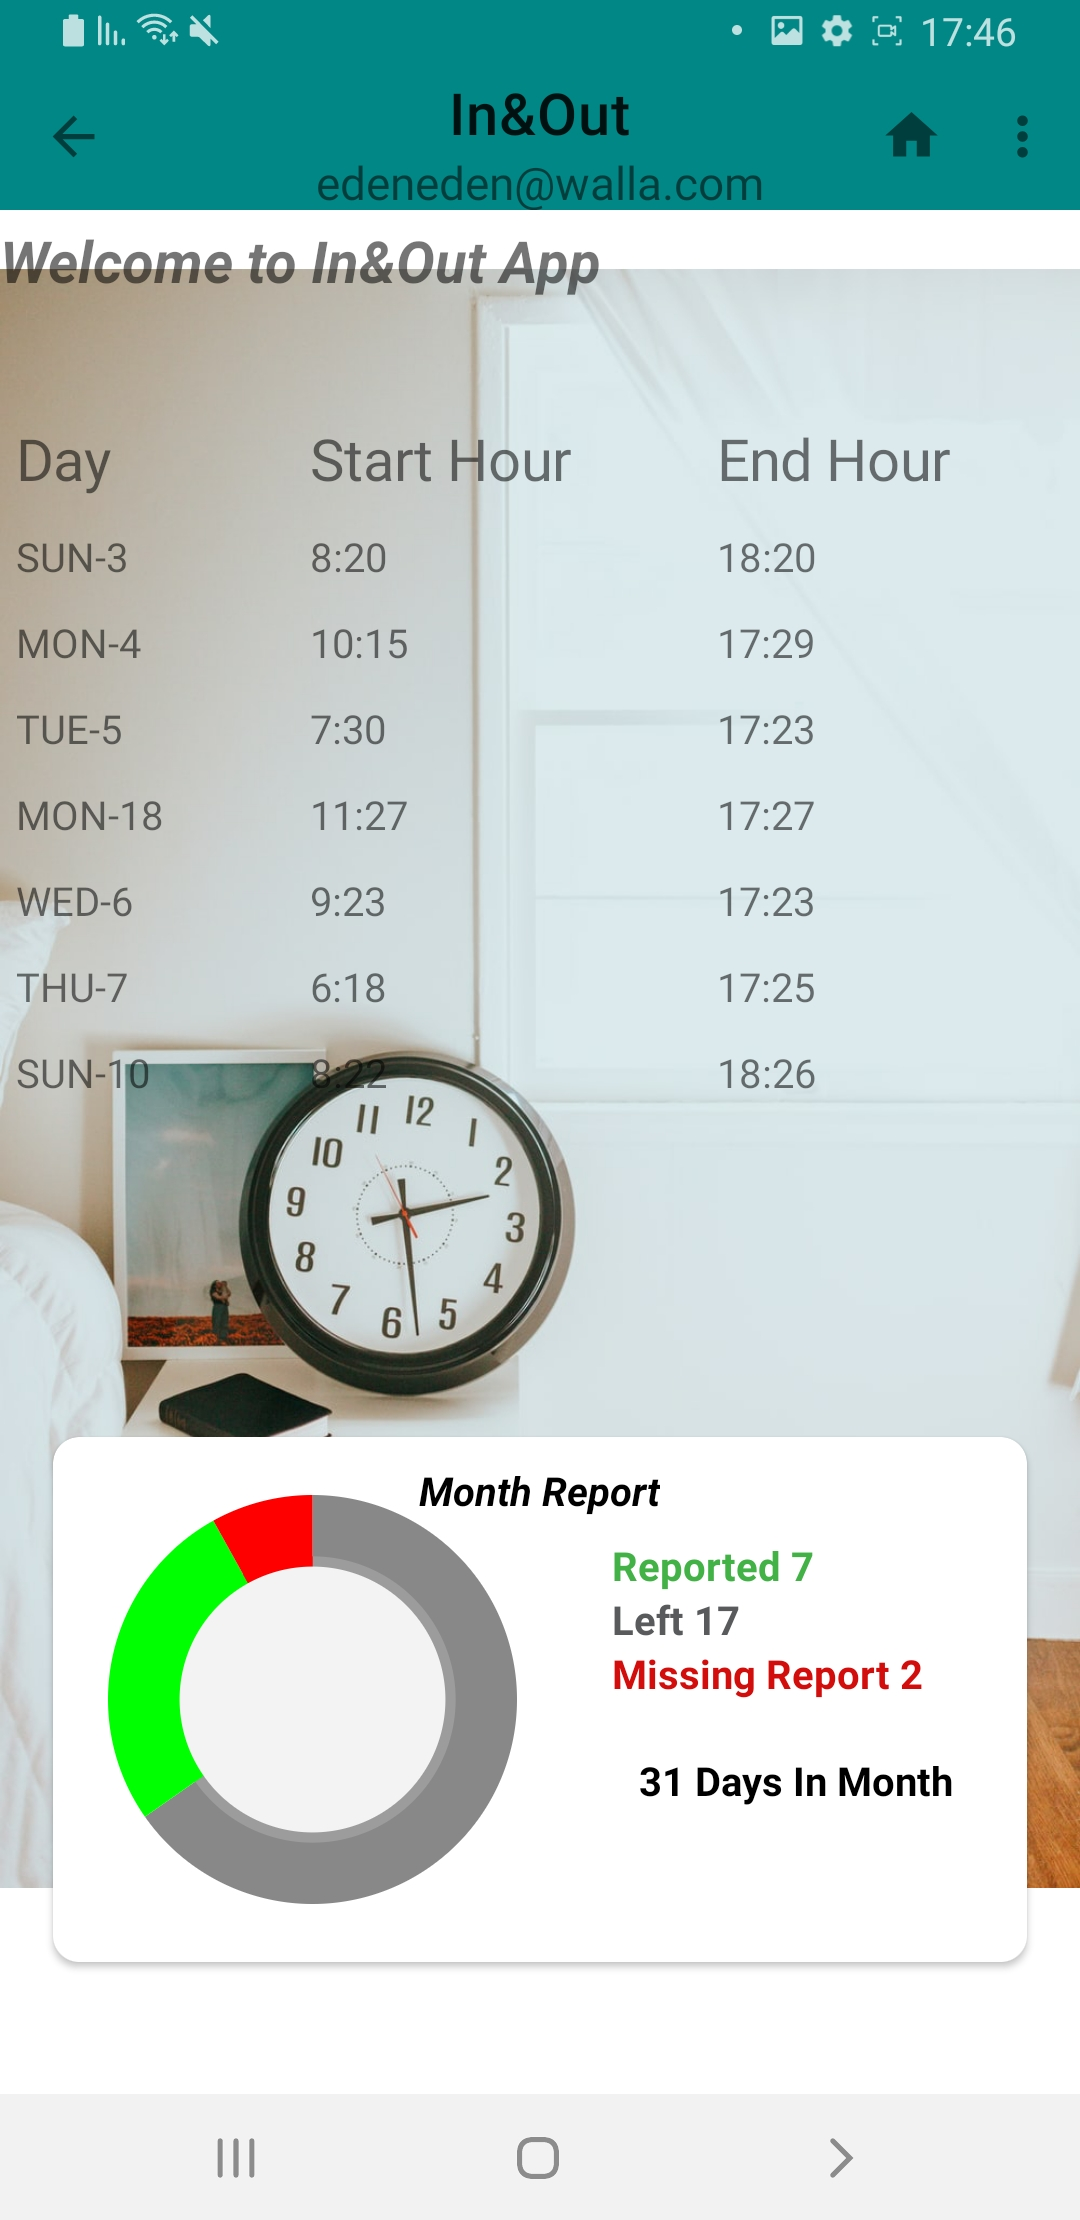 17:46
In&Out
edeneden@walla.com
Welcome to In&Out App
Day Start Hour End Hour
SUN-3 8:20 18:20
MON-4 10:15 17:29
TUE-5 7:30 17:23
MON-18 11:27 17:27
WED-6 9:23 17:23
THU-7 6:18 17:25
SUN-10 8:22 18:26
12
11 1
10 2
9 3
8 4
7 5
6
Month Report
Reported 7
Left 17
Missing Report 2
31 Days In Month